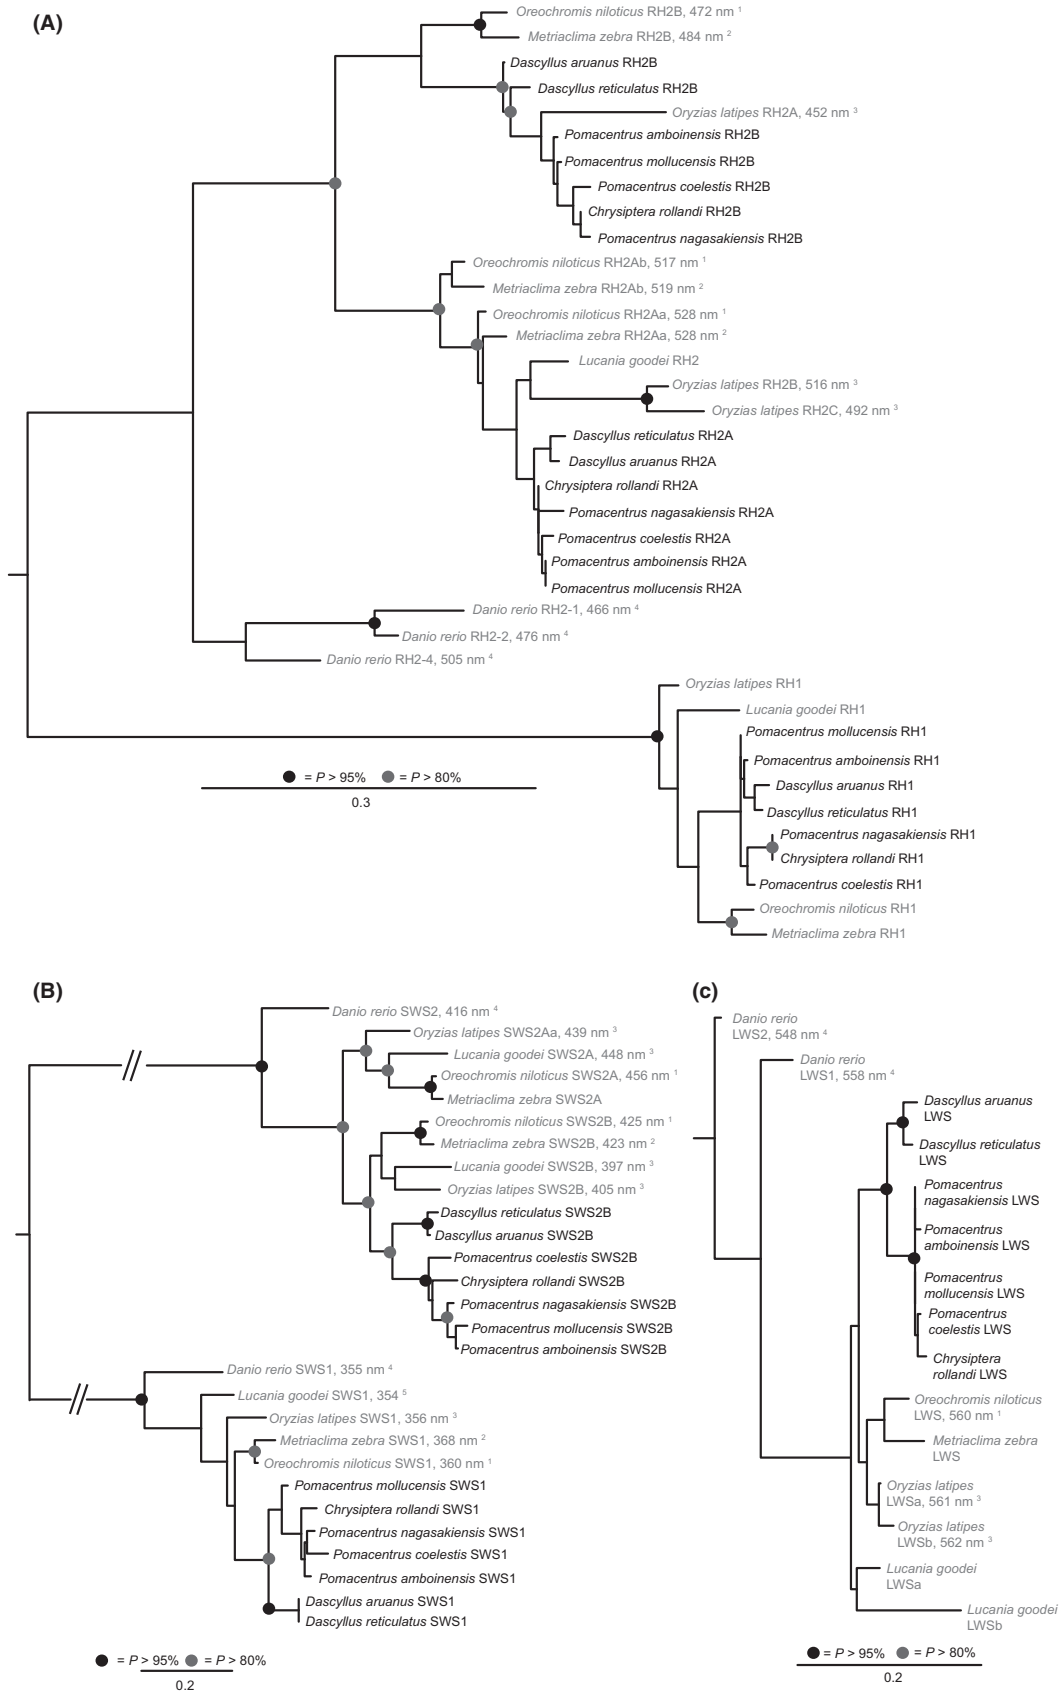 (A)
Oreochromis niloticus RH2B, 472 nm 1
Metriaclima zebra RH2B, 484 nm 2
Dascyllus aruanus RH2B
Dascyllus reticulatus RH2B
Oryzias latipes RH2A, 452 nm 3
Pomacentrus amboinensis RH2B
Pomacentrus mollucensis RH2B
Pomacentrus coelestis RH2B
Chrysiptera rollandi RH2B
Pomacentrus nagasakiensis RH2B
Oreochromis niloticus RH2Ab, 517 nm 1
Metriaclima zebra RH2Ab, 519 nm 2
Oreochromis niloticus RH2Aa, 528 nm 1
Metriaclima zebra RH2Aa, 528 nm 2
Lucania goodei RH2
Oryzias latipes RH2B, 516 nm 3
Oryzias latipes RH2C, 492 nm 3
Dascyllus reticulatus RH2A
Dascyllus aruanus RH2A
Chrysiptera rollandi RH2A
Pomacentrus nagasakiensis RH2A
Pomacentrus coelestis RH2A
Pomacentrus amboinensis RH2A
Pomacentrus mollucensis RH2A
Danio rerio RH2-1, 466 nm 4
Danio rerio RH2-2, 476 nm 4
Danio rerio RH2-4, 505 nm 4
Oryzias latipes RH1
Lucania goodei RH1
Pomacentrus mollucensis RH1
Pomacentrus amboinensis RH1
Dascyllus aruanus RH1
Dascyllus reticulatus RH1
Pomacentrus nagasakiensis RH1
Chrysiptera rollandi RH1
Pomacentrus coelestis RH1
Oreochromis niloticus RH1
Metriaclima zebra RH1
= P > 95% = P > 80%
0.3
(B)
Danio rerio SWS2, 416 nm 4
Oryzias latipes SWS2Aa, 439 nm 3
Lucania goodei SWS2A, 448 nm 3
Oreochromis niloticus SWS2A, 456 nm 1
Metriaclima zebra SWS2A
Oreochromis niloticus SWS2B, 425 nm 1
Metriaclima zebra SWS2B, 423 nm 2
Lucania goodei SWS2B, 397 nm 3
Oryzias latipes SWS2B, 405 nm 3
Dascyllus reticulatus SWS2B
Dascyllus aruanus SWS2B
Pomacentrus coelestis SWS2B
Chrysiptera rollandi SWS2B
Pomacentrus nagasakiensis SWS2B
Pomacentrus mollucensis SWS2B
Pomacentrus amboinensis SWS2B
Danio rerio SWS1, 355 nm 4
Lucania goodei SWS1, 354 5
Oryzias latipes SWS1, 356 nm 3
Metriaclima zebra SWS1, 368 nm 2
Oreochromis niloticus SWS1, 360 nm 1
Pomacentrus mollucensis SWS1
Chrysiptera rollandi SWS1
Pomacentrus nagasakiensis SWS1
Pomacentrus coelestis SWS1
Pomacentrus amboinensis SWS1
Dascyllus aruanus SWS1
Dascyllus reticulatus SWS1
= P > 95% = P > 80%
0.2
(c)
Danio rerio
LWS2, 548 nm 4
Danio rerio
LWS1, 558 nm 4
Dascyllus aruanus
LWS
Dascyllus reticulatus
LWS
Pomacentrus
nagasakiensis LWS
Pomacentrus
amboinensis LWS
Pomacentrus
mollucensis LWS
Pomacentrus
coelestis LWS
Chrysiptera
rollandi LWS
Oreochromis niloticus
LWS, 560 nm 1
Metriaclima zebra
LWS
Oryzias latipes
LWSa, 561 nm 3
Oryzias latipes
LWSb, 562 nm 3
Lucania goodei
LWSa
Lucania goodei
LWSb
= P > 95% = P > 80%
0.2